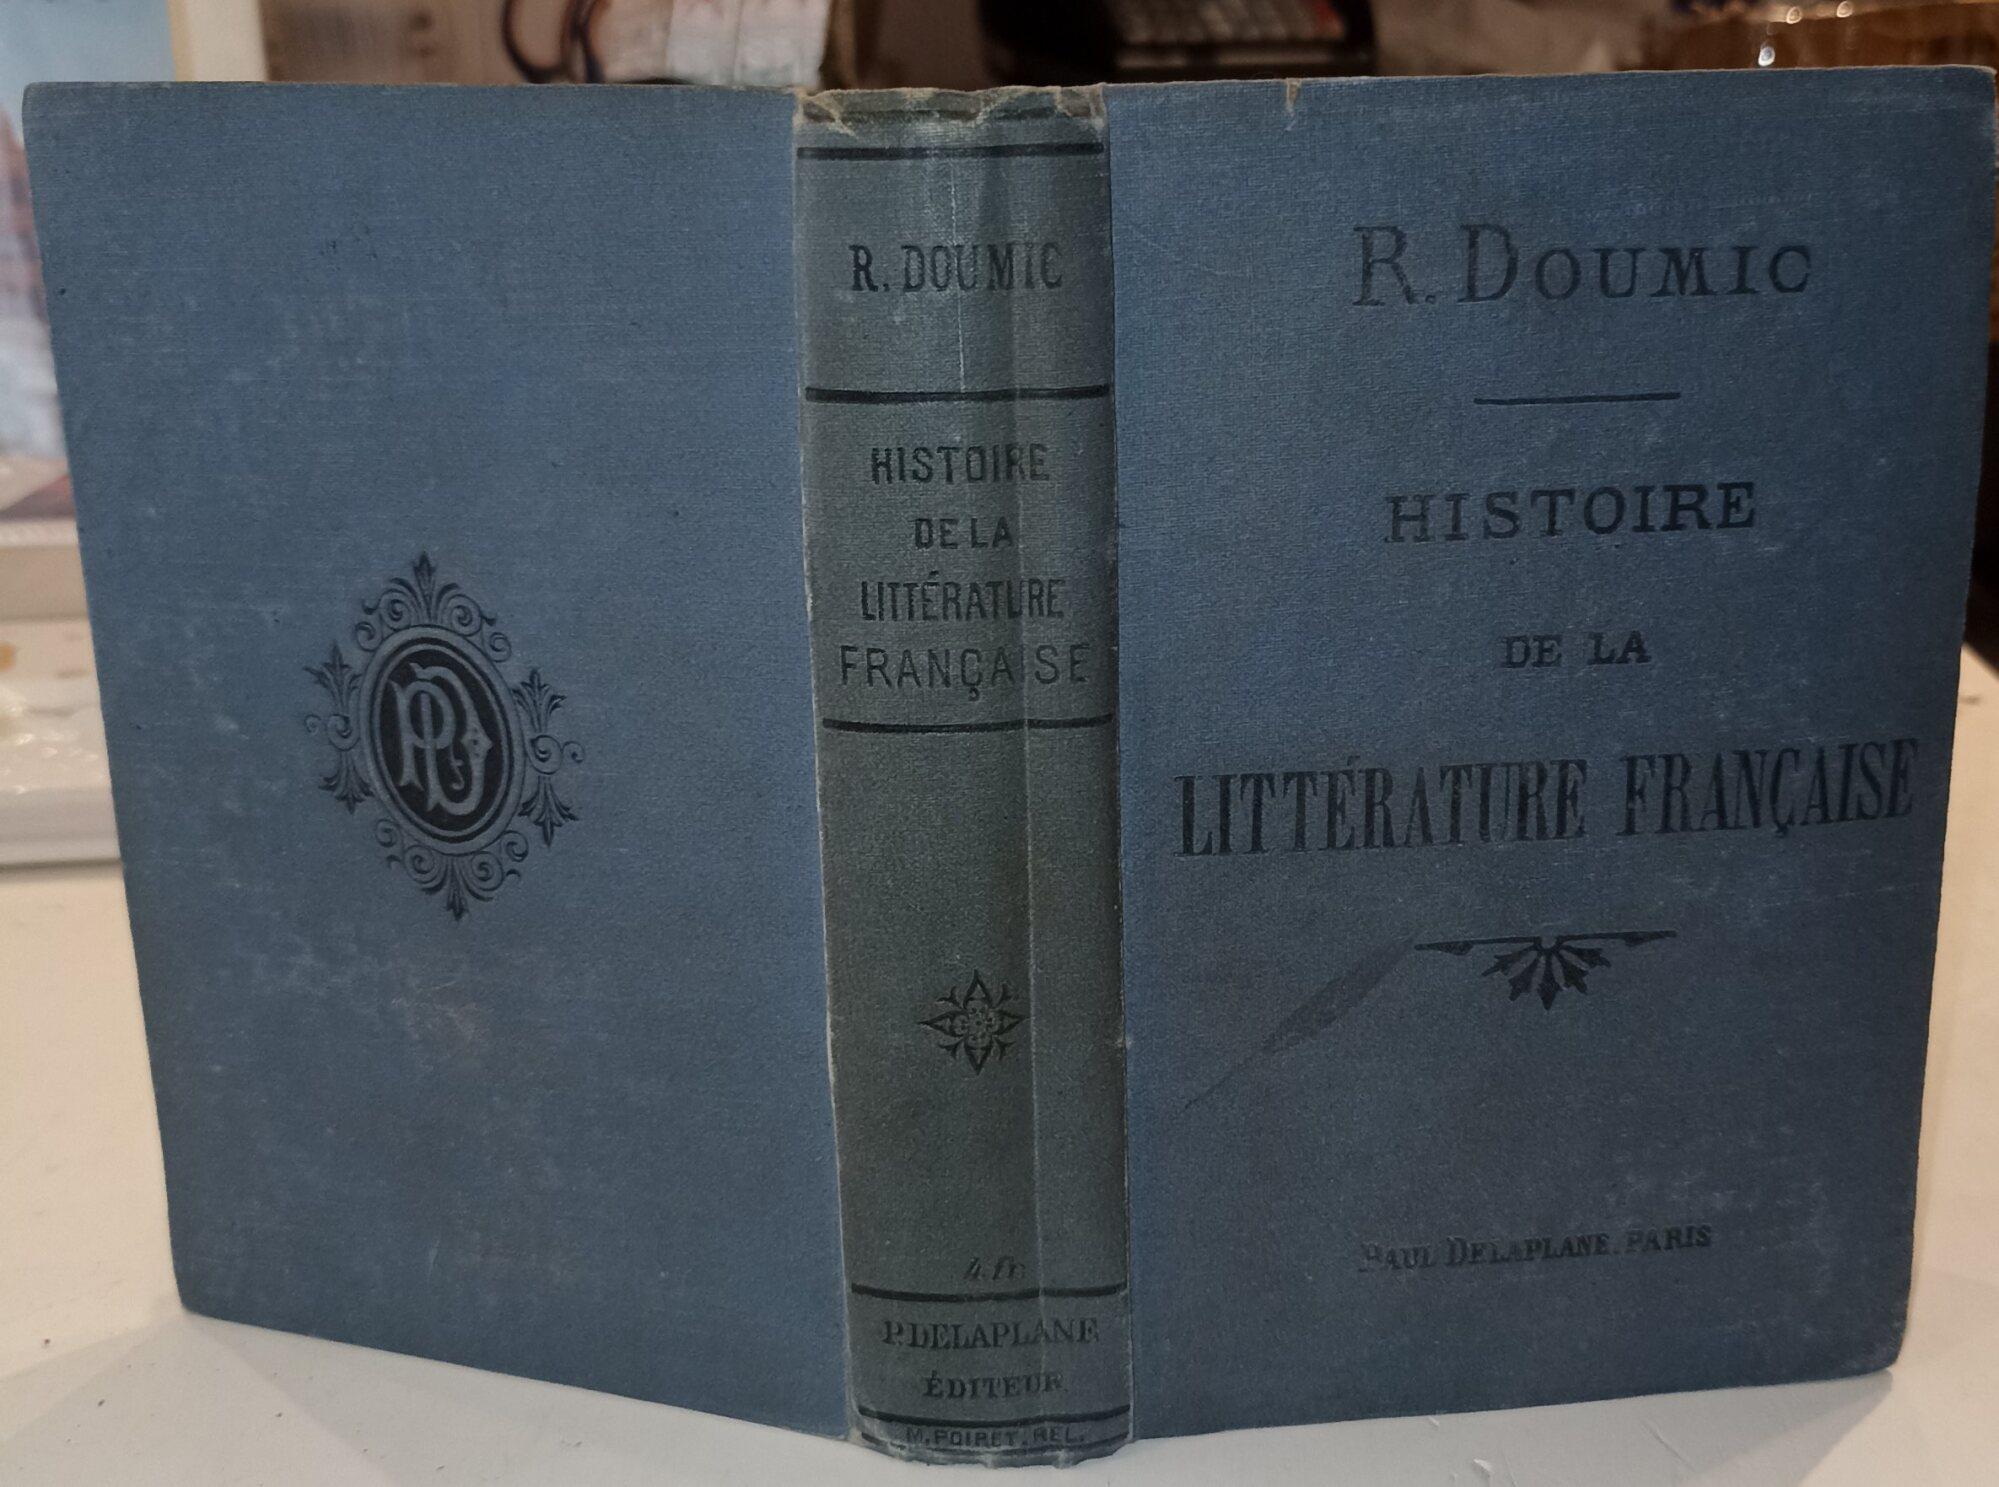 PD
R. DOUMIC
HISTOIRE
DE LA
LITTÉRATURE
FRANÇAISE
4 fr.
P. DELAPLANE
ÉDITEUR
M. POIRET. REL.
R. DOUMIC
HISTOIRE
DE LA
LITTÉRATURE FRANÇAISE
PAUL DELAPLANE. PARIS